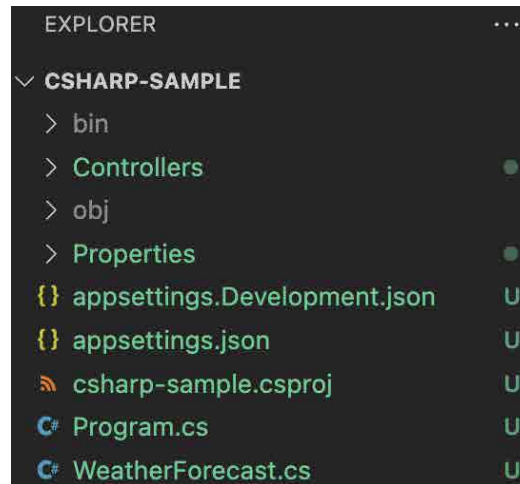 EXPLORER ...
CSHARP-SAMPLE
bin
Controllers
obj
Properties
{} appsettings.Development.json U
{} appsettings.json U
csharp-sample.csproj U
C# Program.cs U
C# WeatherForecast.cs U